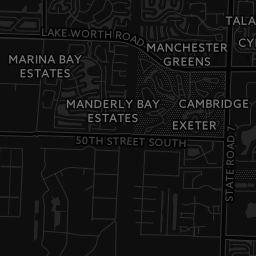 LAKE WORTH ROAD
TALA
MANCHESTER
GREENS
CY
MARINA BAY
ESTATES
MANDERLY BAY
ESTATES
CAMBRIDGE
EXETER
50TH STREET SOUTH
STATE ROAD 7